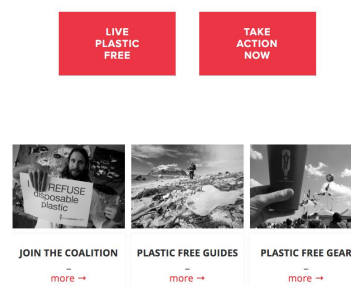 LIVE
PLASTIC
FREE
TAKE
ACTION
NOW
I REFUSE
disposable
plastic
JOIN THE COALITION
PLASTIC FREE GUIDES
PLASTIC FREE GEAR
–
–
–
more →
more →
more →